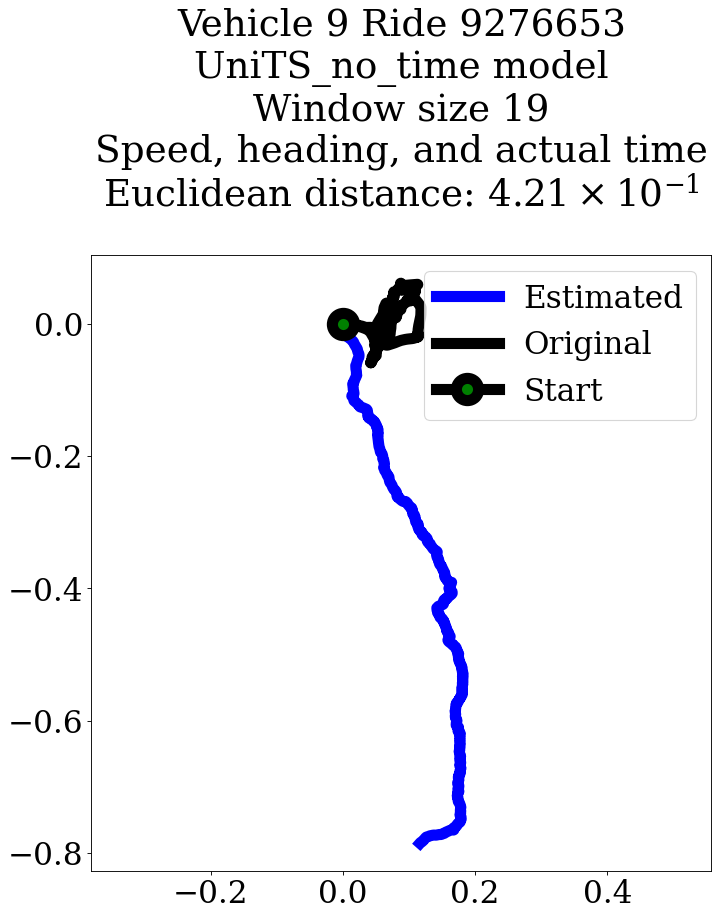 Vehicle 9 Ride 9276653
UniTS_no_time model
Window size 19
Speed, heading, and actual time
Euclidean distance: 4.21 × 10⁻¹
Estimated
Original
Start
0.0
−0.2
−0.4
−0.6
−0.8
−0.2 0.0 0.2 0.4